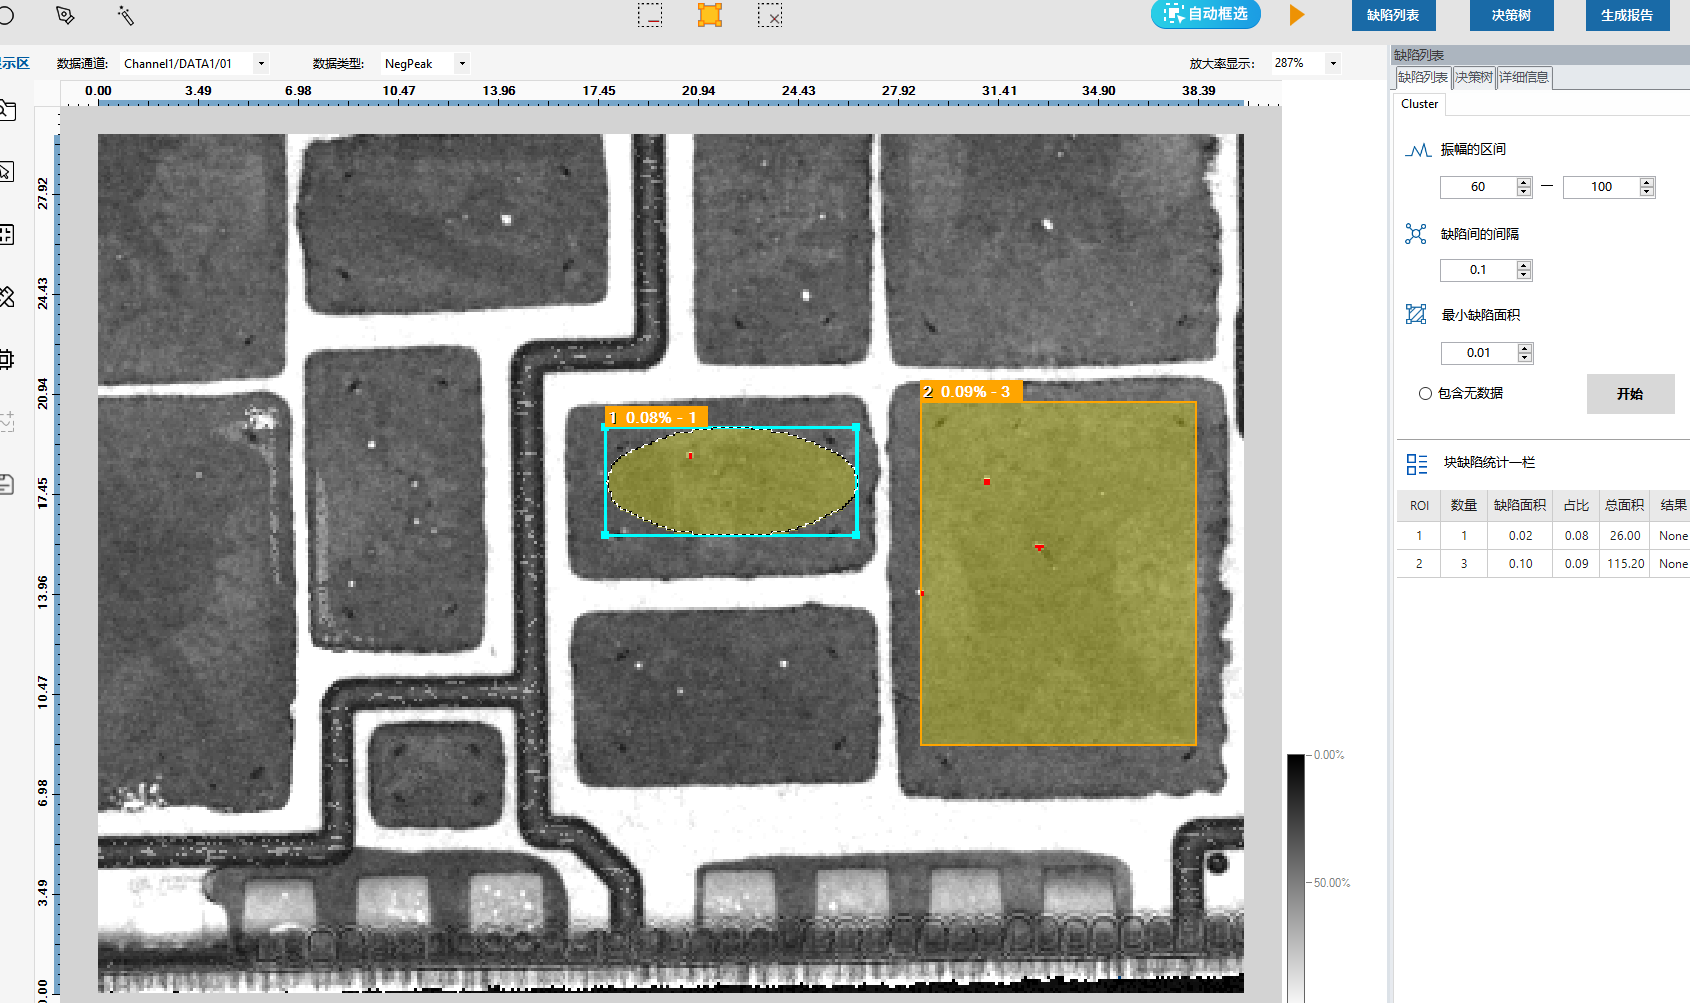 自动框选
缺陷列表
决策树
生成报告
示区
数据通道:
Channel1/DATA1/01
数据类型:
NegPeak
放大率显示:
287%
0.00 3.49 6.98 10.47 13.96 17.45 20.94 24.43 27.92 31.41 34.90 38.39
27.92
24.43
20.94
17.45
13.96
10.47
6.98
3.49
0.00
1 0.08% - 1
2 0.09% - 3
0.00%
50.00%
缺陷列表
缺陷列表 决策树 详细信息
Cluster
振幅的区间
60 — 100
缺陷间的间隔
0.1
最小缺陷面积
0.01
包含无数据
开始
块缺陷统计一栏
ROI 数量 缺陷面积 占比 总面积 结果
1 1 0.02 0.08 26.00 None
2 3 0.10 0.09 115.20 None